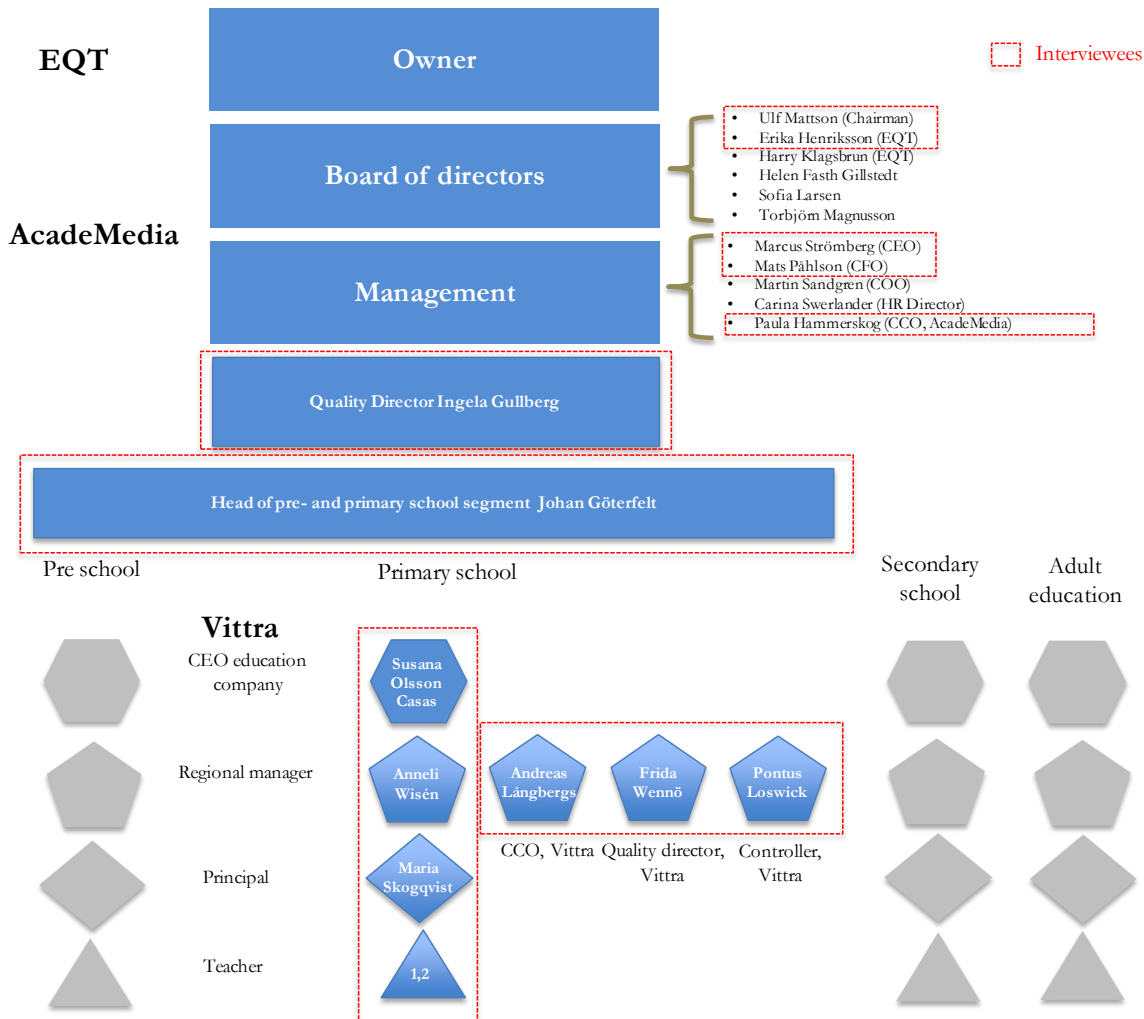 EQT
Owner
Interviewees
Board of directors
• Ulf Mattson (Chairman)
• Erika Henriksson (EQT)
• Harry Klagsbrun (EQT)
• Helen Fasth Gillstedt
• Sofia Larsen
• Torbjörn Magnusson
AcadeMedia
Management
• Marcus Strömberg (CEO)
• Mats Påhlson (CFO)
• Martin Sandgren (COO)
• Carina Swerlander (HR Director)
• Paula Hammerskog (CCO, AcadeMedia)
Quality Director Ingela Gullberg
Head of pre- and primary school segment Johan Göterfelt
Pre school
Primary school
Secondary
school
Adult
education
Vittra
CEO education
company
Susana
Olsson
Casas
Regional manager
Anneli
Wisén
Andreas
Långbergs
Frida
Wennö
Pontus
Loswick
CCO, Vittra
Quality director,
Vittra
Controller,
Vittra
Principal
Maria
Skogqvist
Teacher
1,2